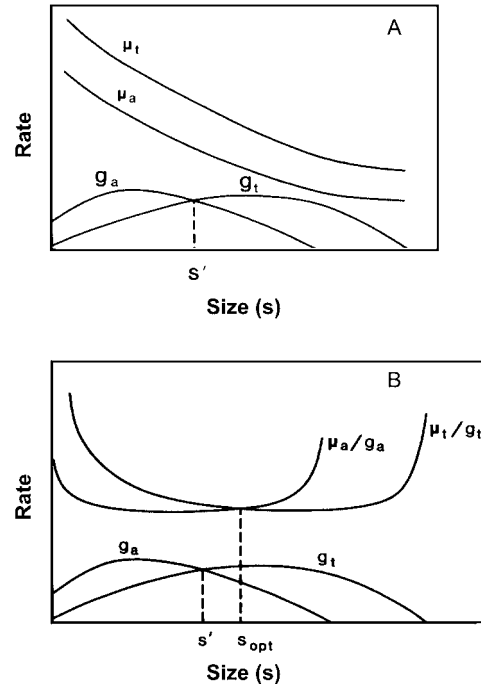 A
μt
μa
ga
gt
Rate
s'
Size (s)
B
μa/ga
μt/gt
ga
gt
Rate
s'
sopt
Size (s)